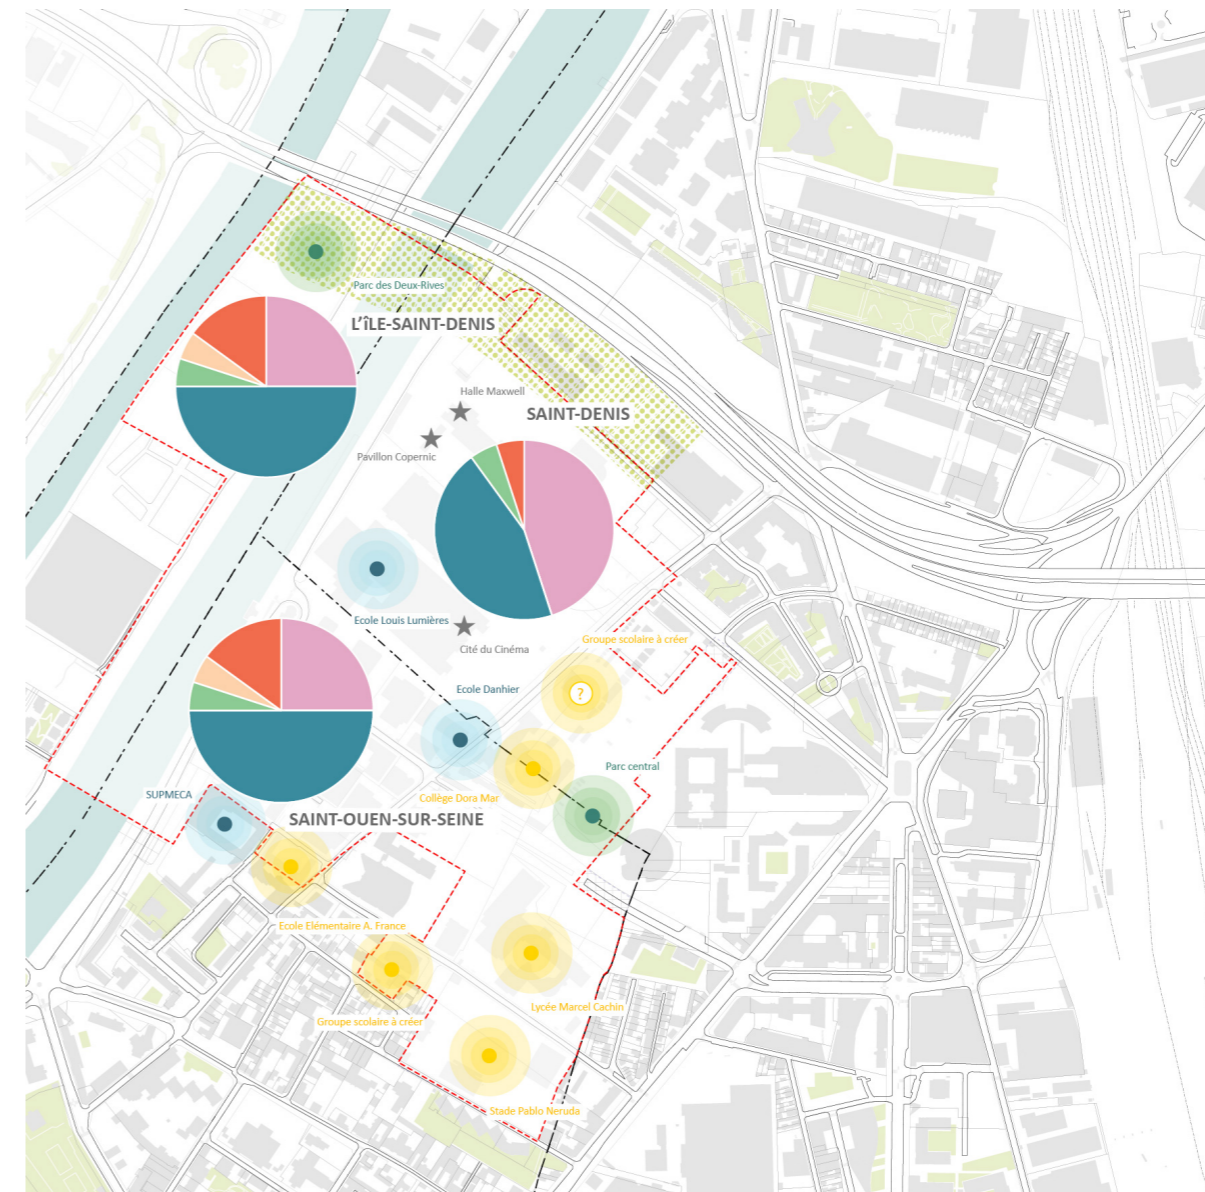 Parc des Deux-Rives
L'ÎLE-SAINT-DENIS
Halle Maxwell
SAINT-DENIS
Pavillon Copernic
Ecole Louis Lumières
Cité du Cinéma
Groupe scolaire à créer
Ecole Danhier
?
Parc central
SUPMECA
Collège Dora Mar
SAINT-OUEN-SUR-SEINE
Ecole Elémentaire A. France
Lycée Marcel Cachin
Groupe scolaire à créer
Stade Pablo Neruda